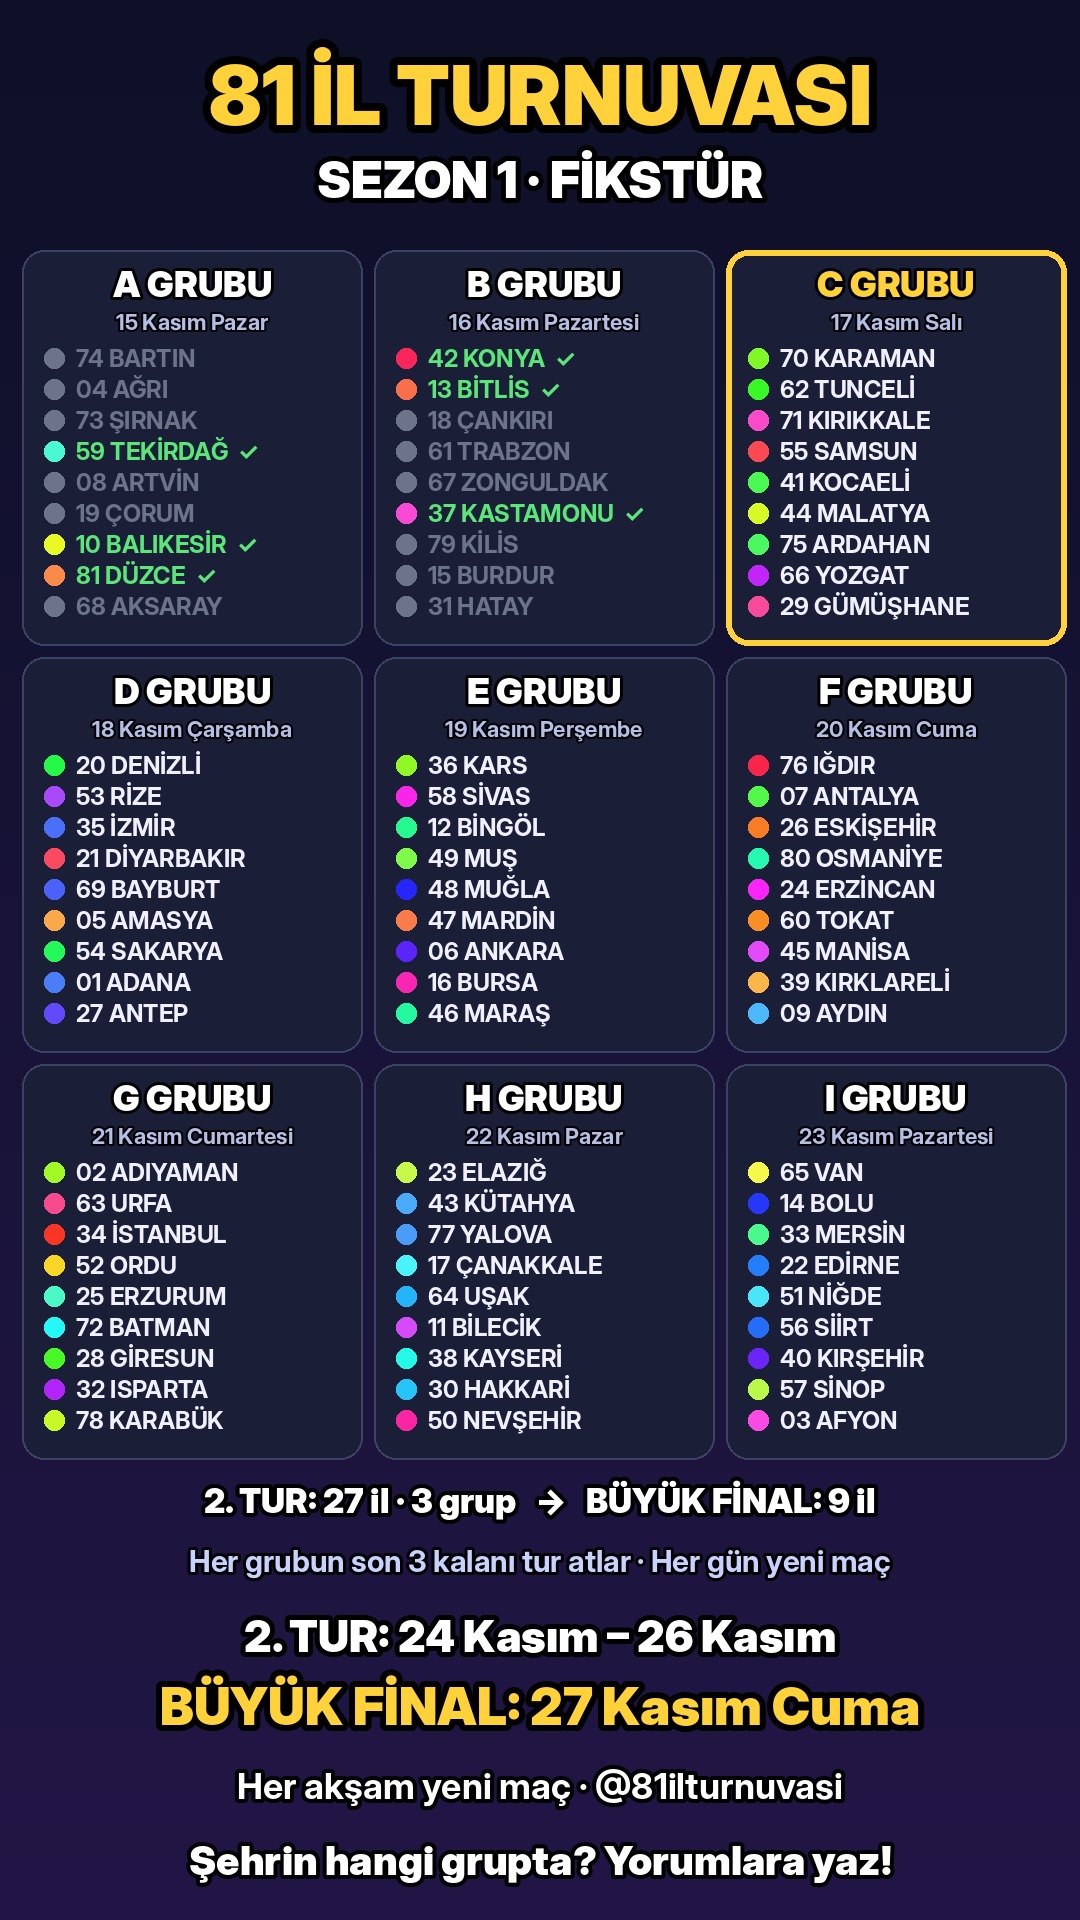 81 İL TURNUVASI
SEZON 1 · FİKSTÜR
A GRUBU
15 Kasım Pazar
74 BARTIN
04 AĞRI
73 ŞIRNAK
59 TEKİRDAĞ ✓
08 ARTVİN
19 ÇORUM
10 BALIKESİR ✓
81 DÜZCE ✓
68 AKSARAY
B GRUBU
16 Kasım Pazartesi
42 KONYA ✓
13 BİTLİS ✓
18 ÇANKIRI
61 TRABZON
67 ZONGULDAK
37 KASTAMONU ✓
79 KİLİS
15 BURDUR
31 HATAY
C GRUBU
17 Kasım Salı
70 KARAMAN
62 TUNCELİ
71 KIRIKKALE
55 SAMSUN
41 KOCAELİ
44 MALATYA
75 ARDAHAN
66 YOZGAT
29 GÜMÜŞHANE
D GRUBU
18 Kasım Çarşamba
20 DENİZLİ
53 RİZE
35 İZMİR
21 DİYARBAKIR
69 BAYBURT
05 AMASYA
54 SAKARYA
01 ADANA
27 ANTEP
E GRUBU
19 Kasım Perşembe
36 KARS
58 SİVAS
12 BİNGÖL
49 MUŞ
48 MUĞLA
47 MARDİN
06 ANKARA
16 BURSA
46 MARAŞ
F GRUBU
20 Kasım Cuma
76 IĞDIR
07 ANTALYA
26 ESKİŞEHİR
80 OSMANİYE
24 ERZİNCAN
60 TOKAT
45 MANİSA
39 KIRKLARELİ
09 AYDIN
G GRUBU
21 Kasım Cumartesi
02 ADIYAMAN
63 URFA
34 İSTANBUL
52 ORDU
25 ERZURUM
72 BATMAN
28 GİRESUN
32 ISPARTA
78 KARABÜK
H GRUBU
22 Kasım Pazar
23 ELAZIĞ
43 KÜTAHYA
77 YALOVA
17 ÇANAKKALE
64 UŞAK
11 BİLECİK
38 KAYSERİ
30 HAKKARİ
50 NEVŞEHİR
I GRUBU
23 Kasım Pazartesi
65 VAN
14 BOLU
33 MERSİN
22 EDİRNE
51 NİĞDE
56 SİİRT
40 KIRŞEHİR
57 SİNOP
03 AFYON
2. TUR: 27 il · 3 grup → BÜYÜK FİNAL: 9 il
Her grubun son 3 kalanı tur atlar · Her gün yeni maç
2. TUR: 24 Kasım – 26 Kasım
BÜYÜK FİNAL: 27 Kasım Cuma
Her akşam yeni maç · @81ilturnuvasi
Şehrin hangi grupta? Yorumlara yaz!